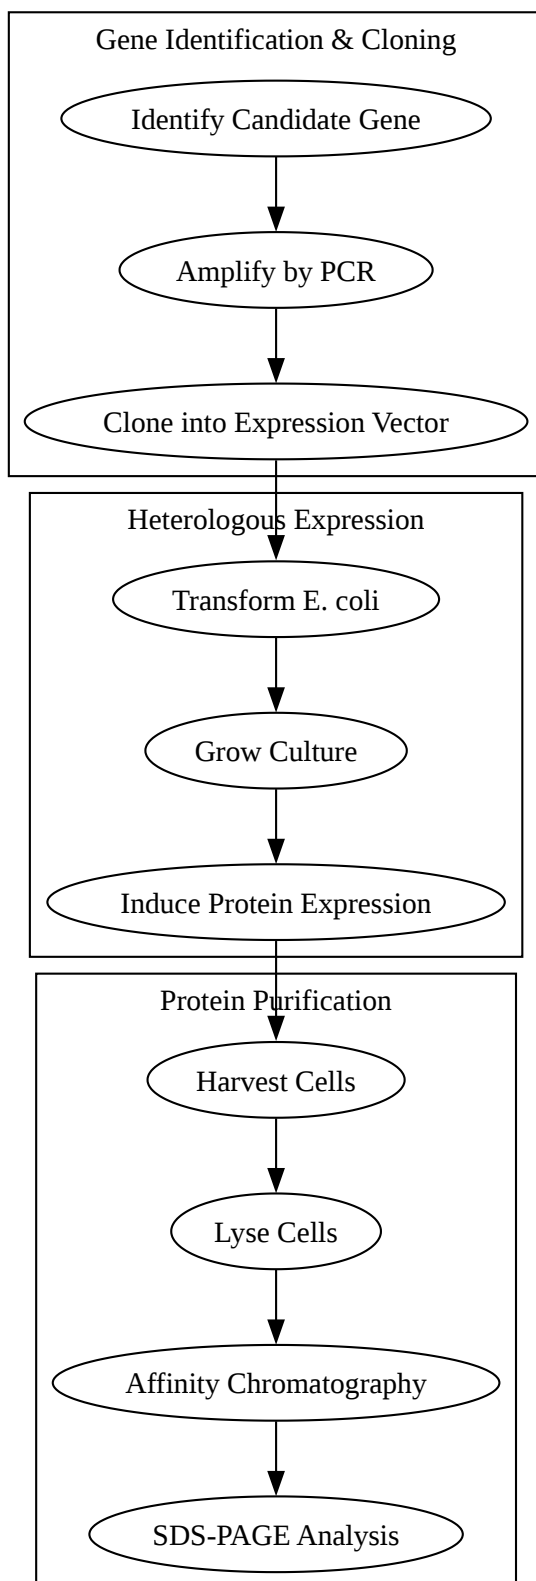 Gene Identification & Cloning
Identify Candidate Gene
Amplify by PCR
Clone into Expression Vector
Heterologous Expression
Transform E. coli
Grow Culture
Induce Protein Expression
Protein Purification
Harvest Cells
Lyse Cells
Affinity Chromatography
SDS-PAGE Analysis